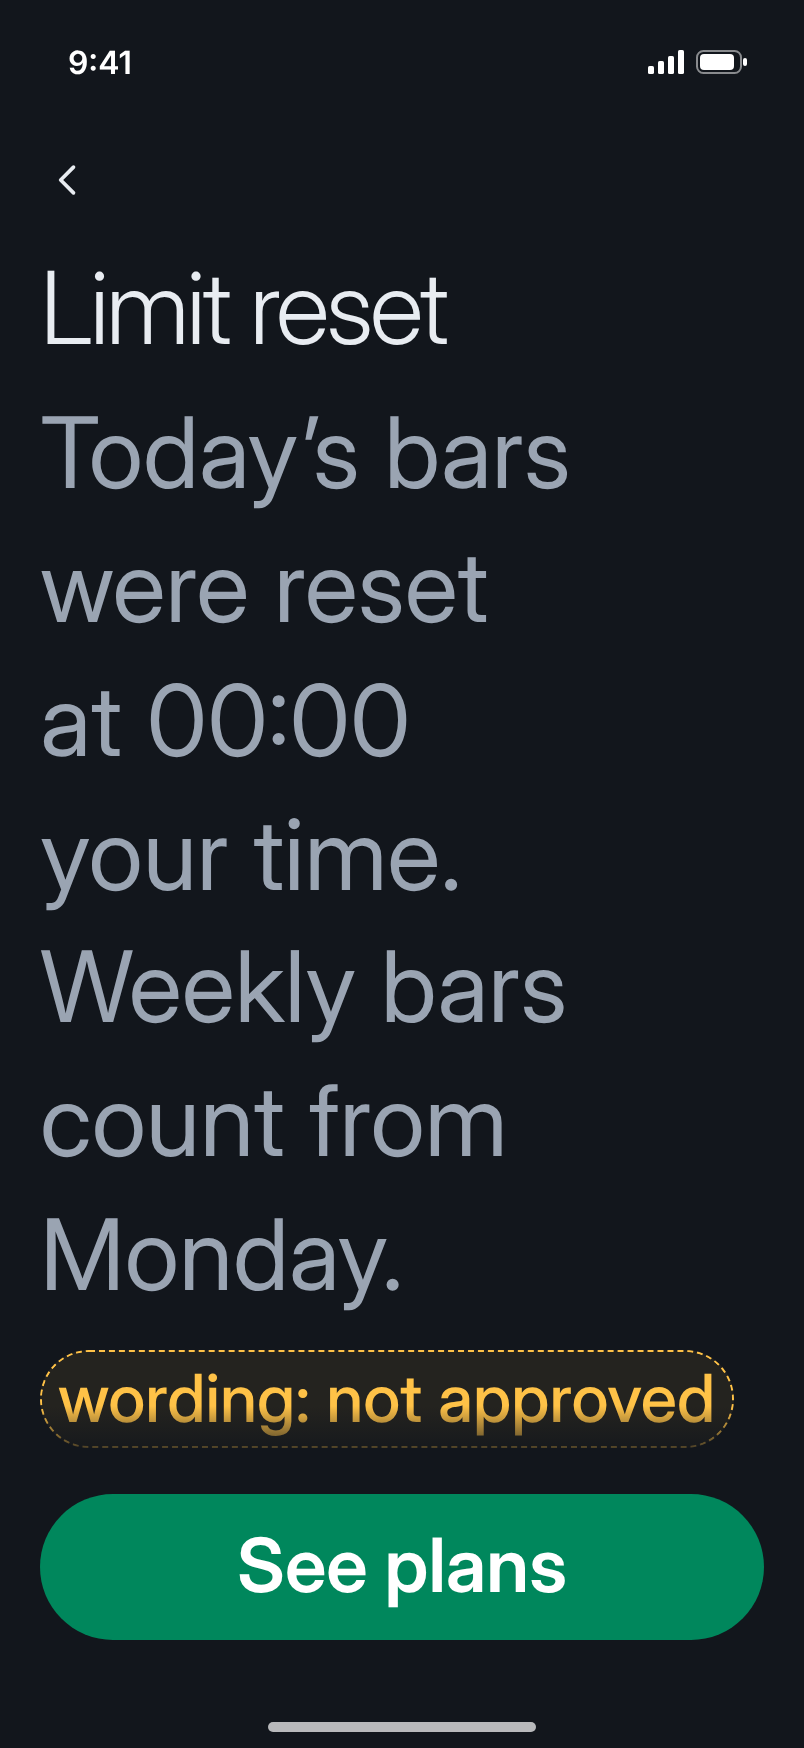 9:41
Limit reset
Today’s bars
were reset
at 00:00
your time.
Weekly bars
count from
Monday.
wording: not approved
See plans